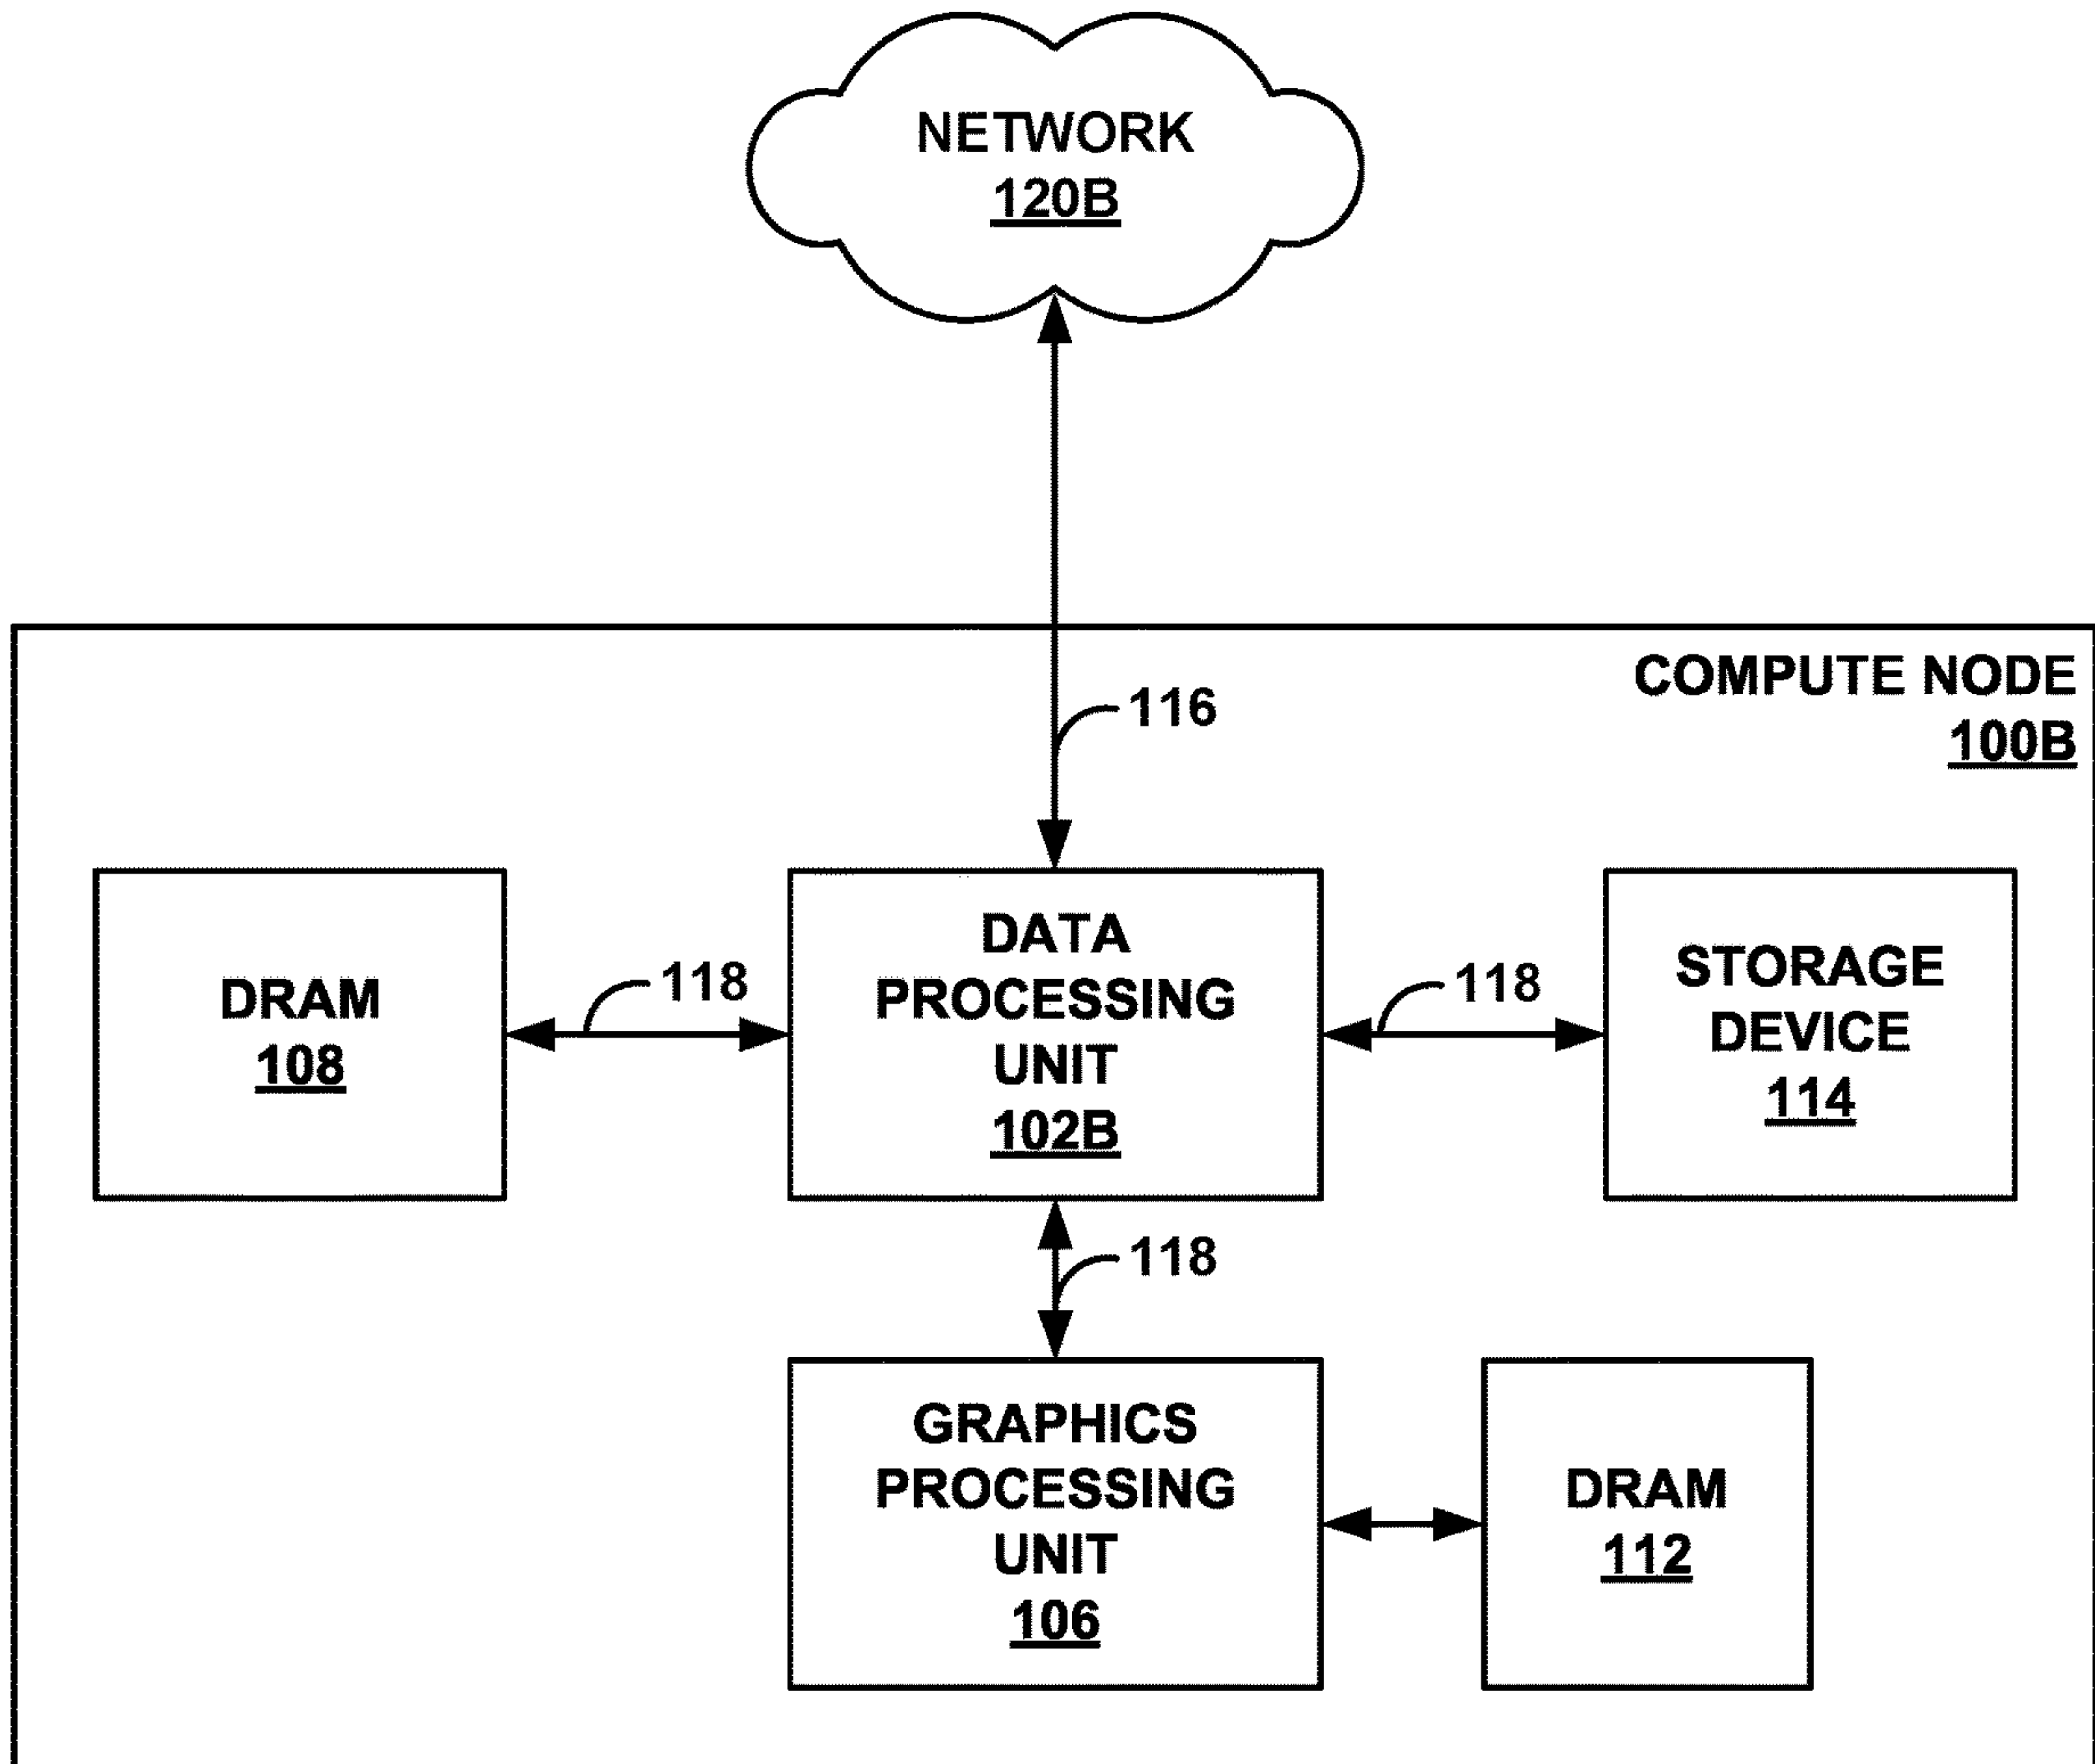 NETWORK
120B
COMPUTE NODE
100B
116
DRAM
108
118
DATA
PROCESSING
UNIT
102B
118
STORAGE
DEVICE
114
118
GRAPHICS
PROCESSING
UNIT
106
DRAM
112